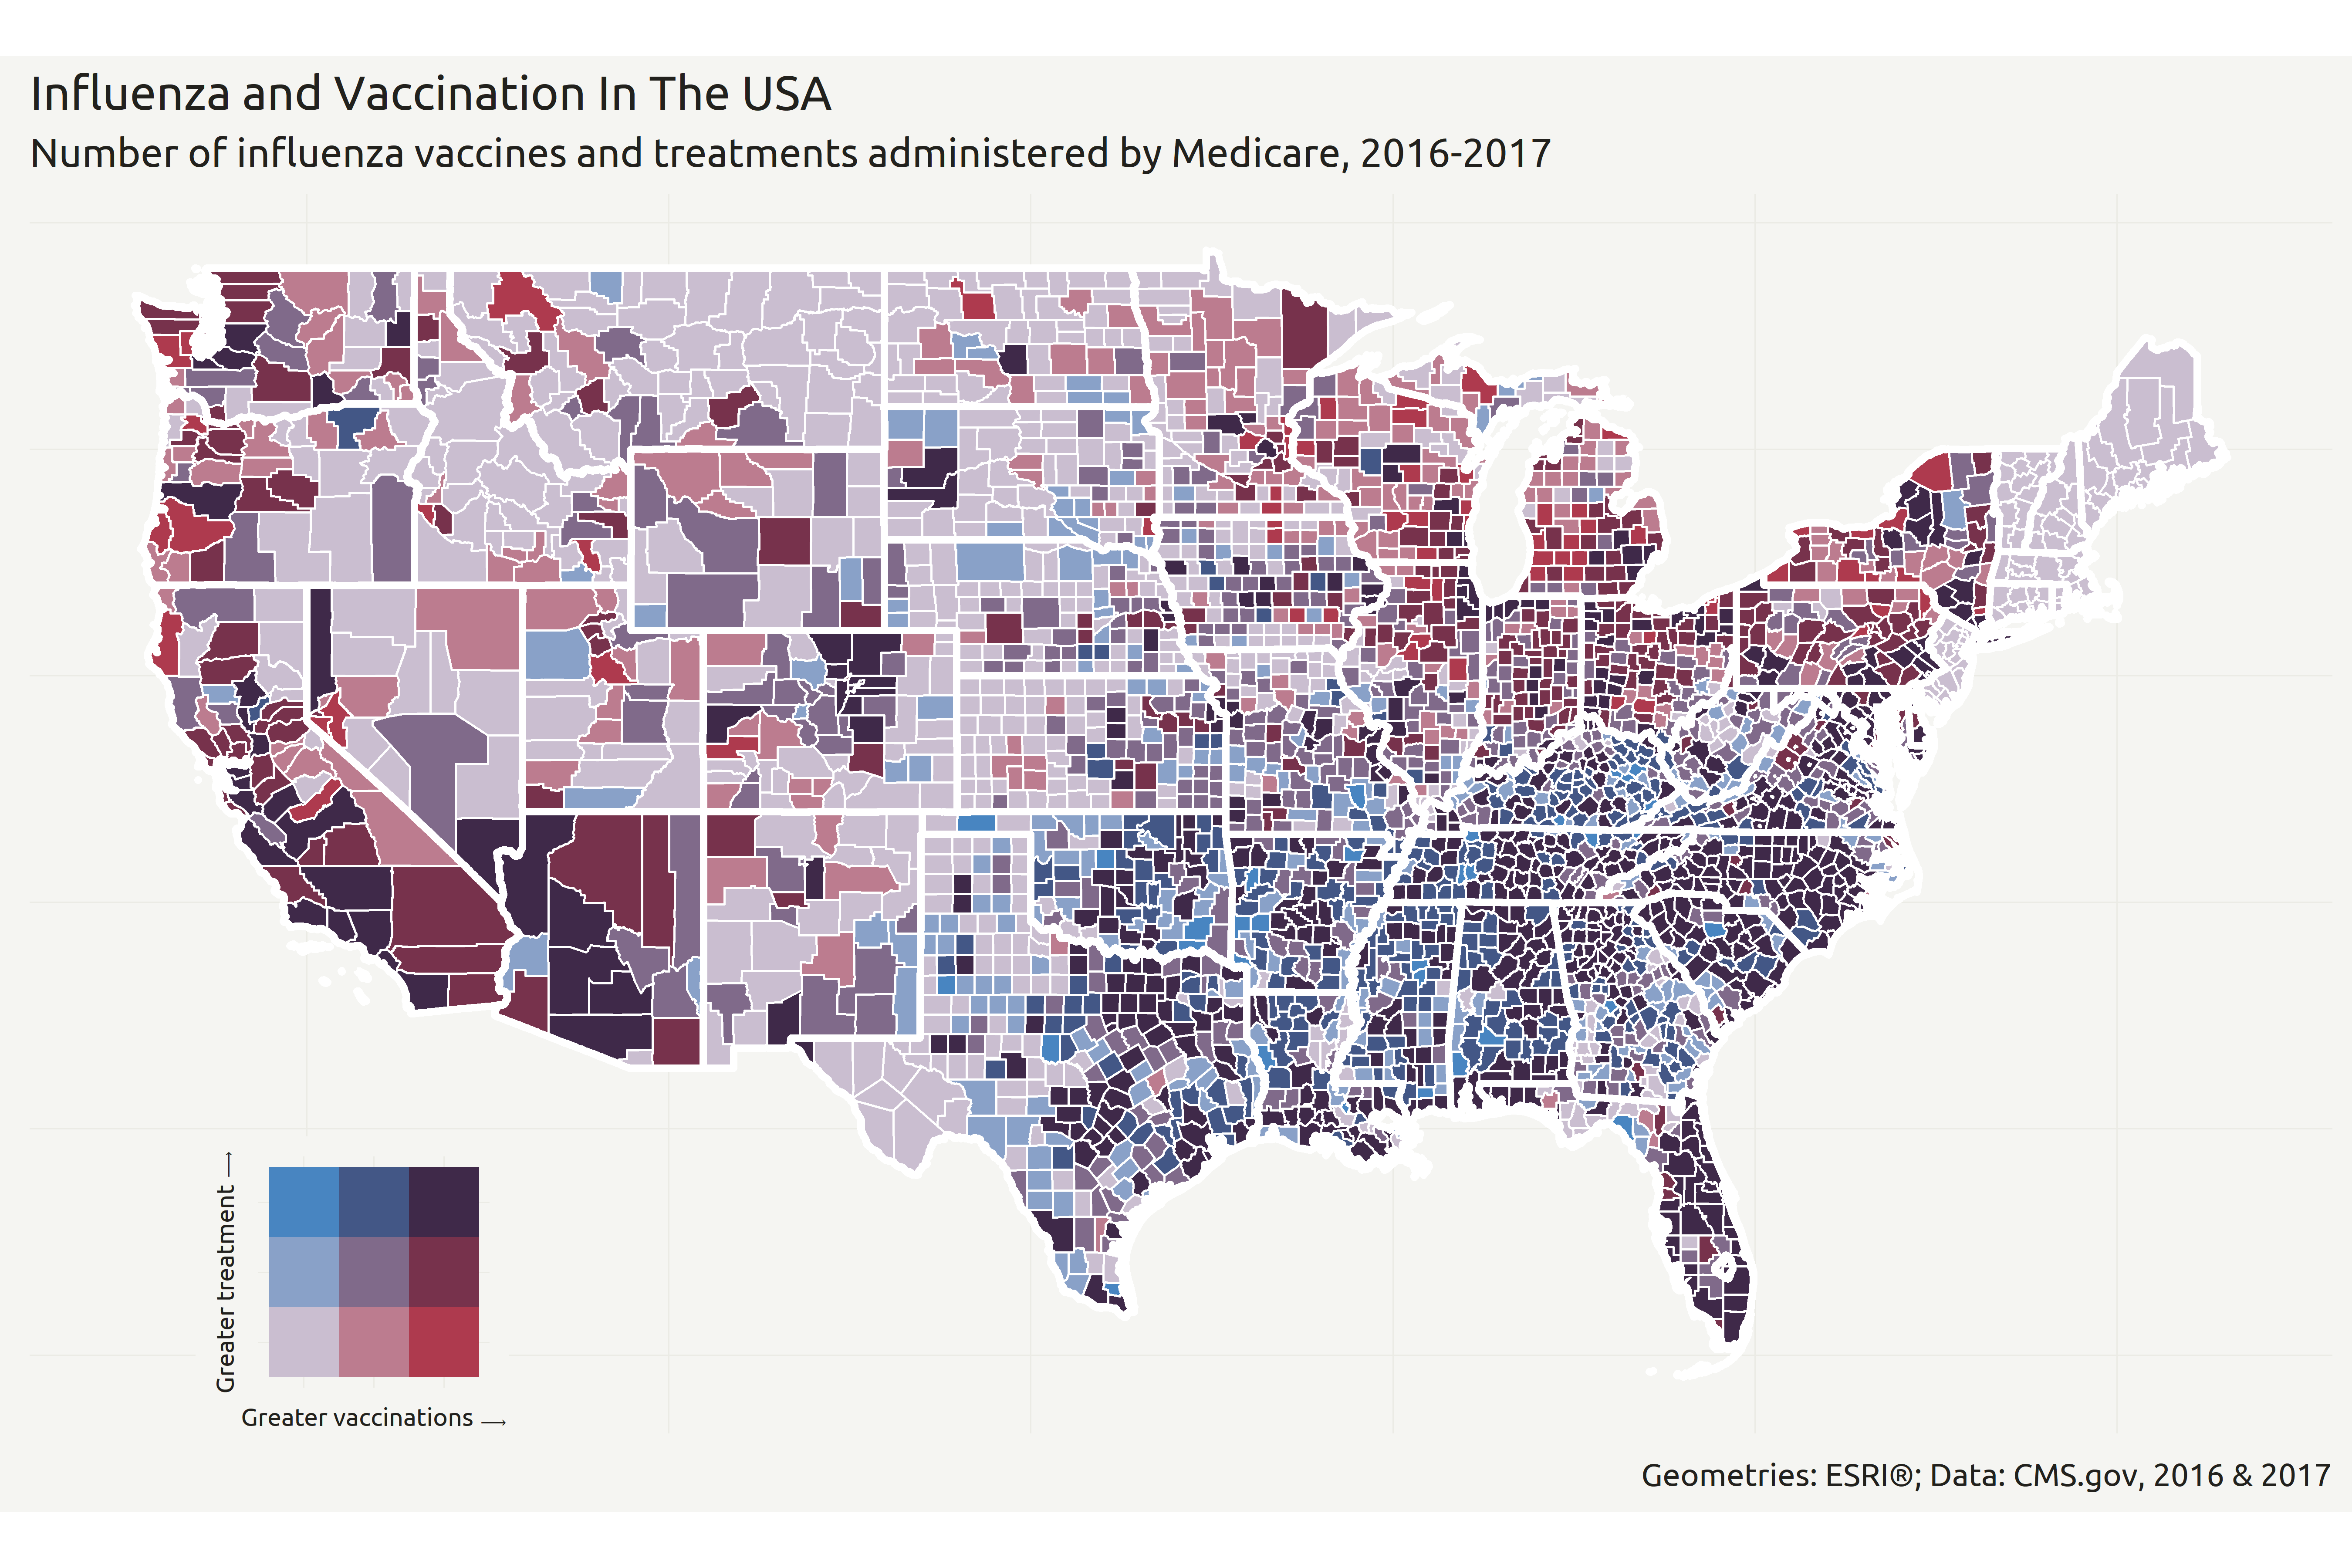 Influenza and Vaccination In The USA
Number of influenza vaccines and treatments administered by Medicare, 2016-2017
Greater treatment →
Greater vaccinations →
Geometries: ESRI®; Data: CMS.gov, 2016 & 2017